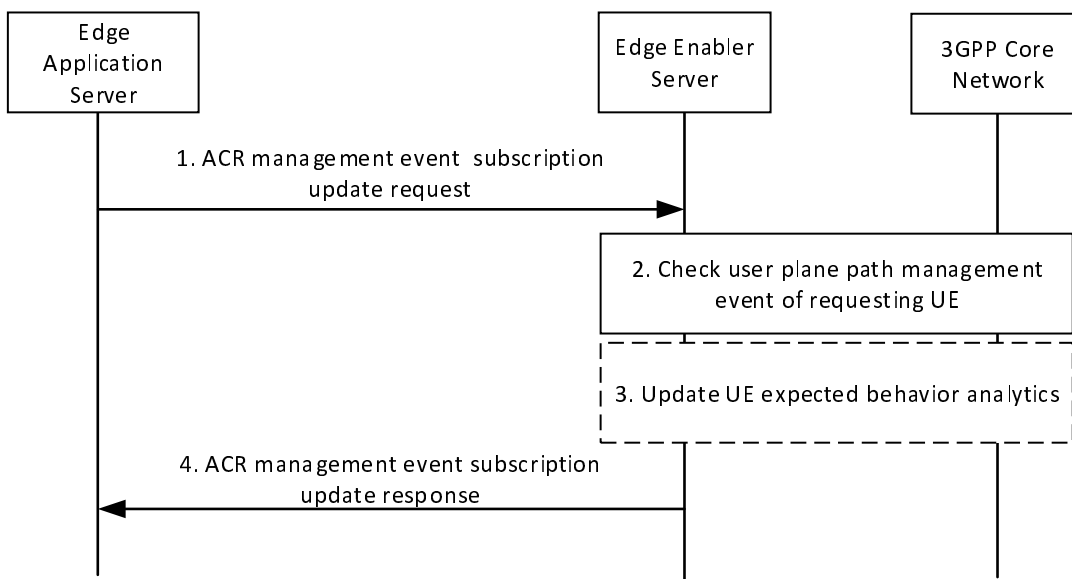 Edge
Application
Server
Edge Enabler
Server
3GPP Core
Network
1. ACR management event subscription
update request
2. Check user plane path management
event of requesting UE
3. Update UE expected behavior analytics
4. ACR management event subscription
update response